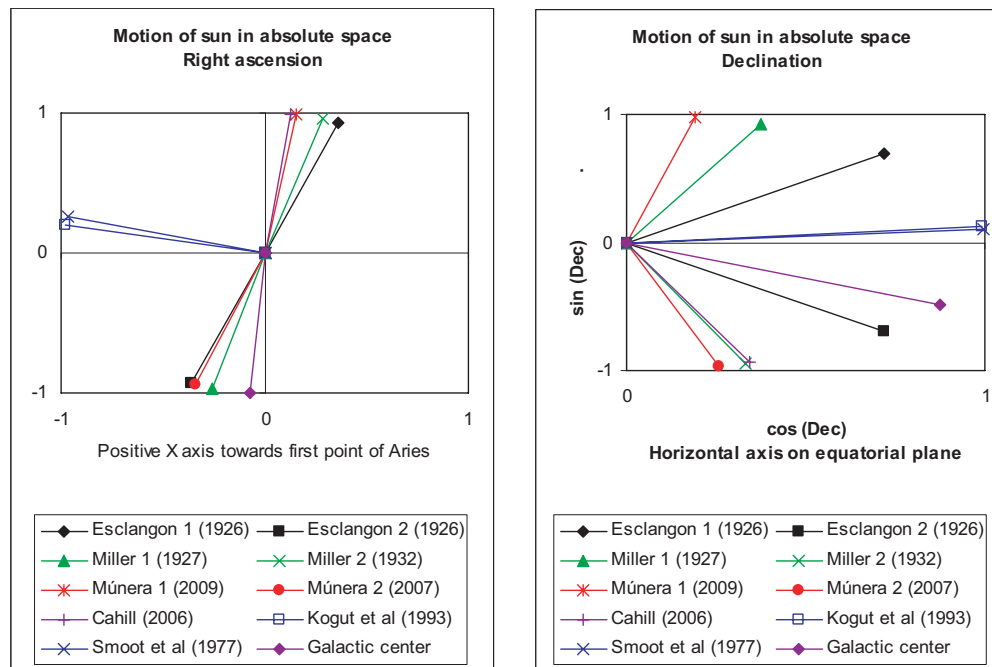 Motion of sun in absolute space
Right ascension
1
0
-1
-1
0
1
Positive X axis towards first point of Aries
Esclangon 1 (1926)
Esclangon 2 (1926)
Miller 1 (1927)
Miller 2 (1932)
Múnera 1 (2009)
Múnera 2 (2007)
Cahill (2006)
Kogut et al (1993)
Smoot et al (1977)
Galactic center
Motion of sun in absolute space
Declination
sin (Dec)
1
0
-1
0
1
cos (Dec)
Horizontal axis on equatorial plane
Esclangon 1 (1926)
Esclangon 2 (1926)
Miller 1 (1927)
Miller 2 (1932)
Múnera 1 (2009)
Múnera 2 (2007)
Cahill (2006)
Kogut et al (1993)
Smoot et al (1977)
Galactic center